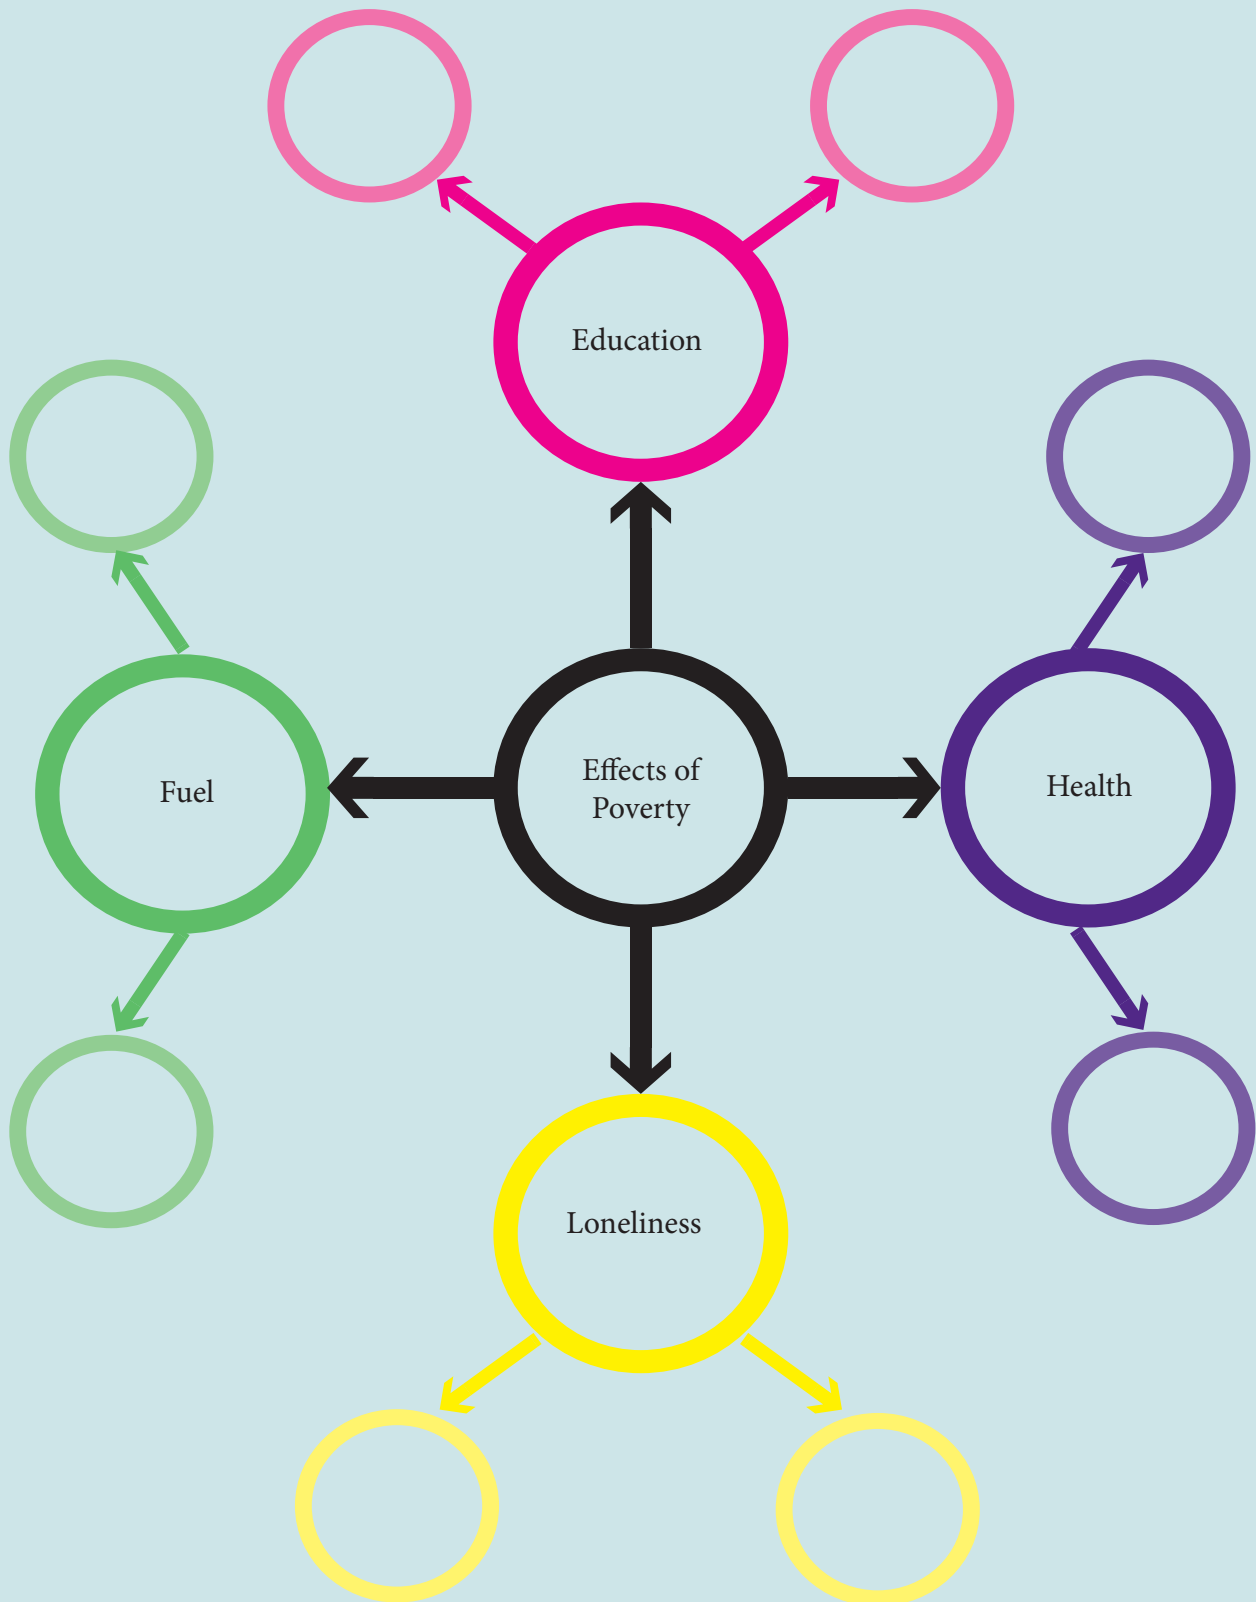 Education
Fuel
Effects of
Poverty
Health
Loneliness